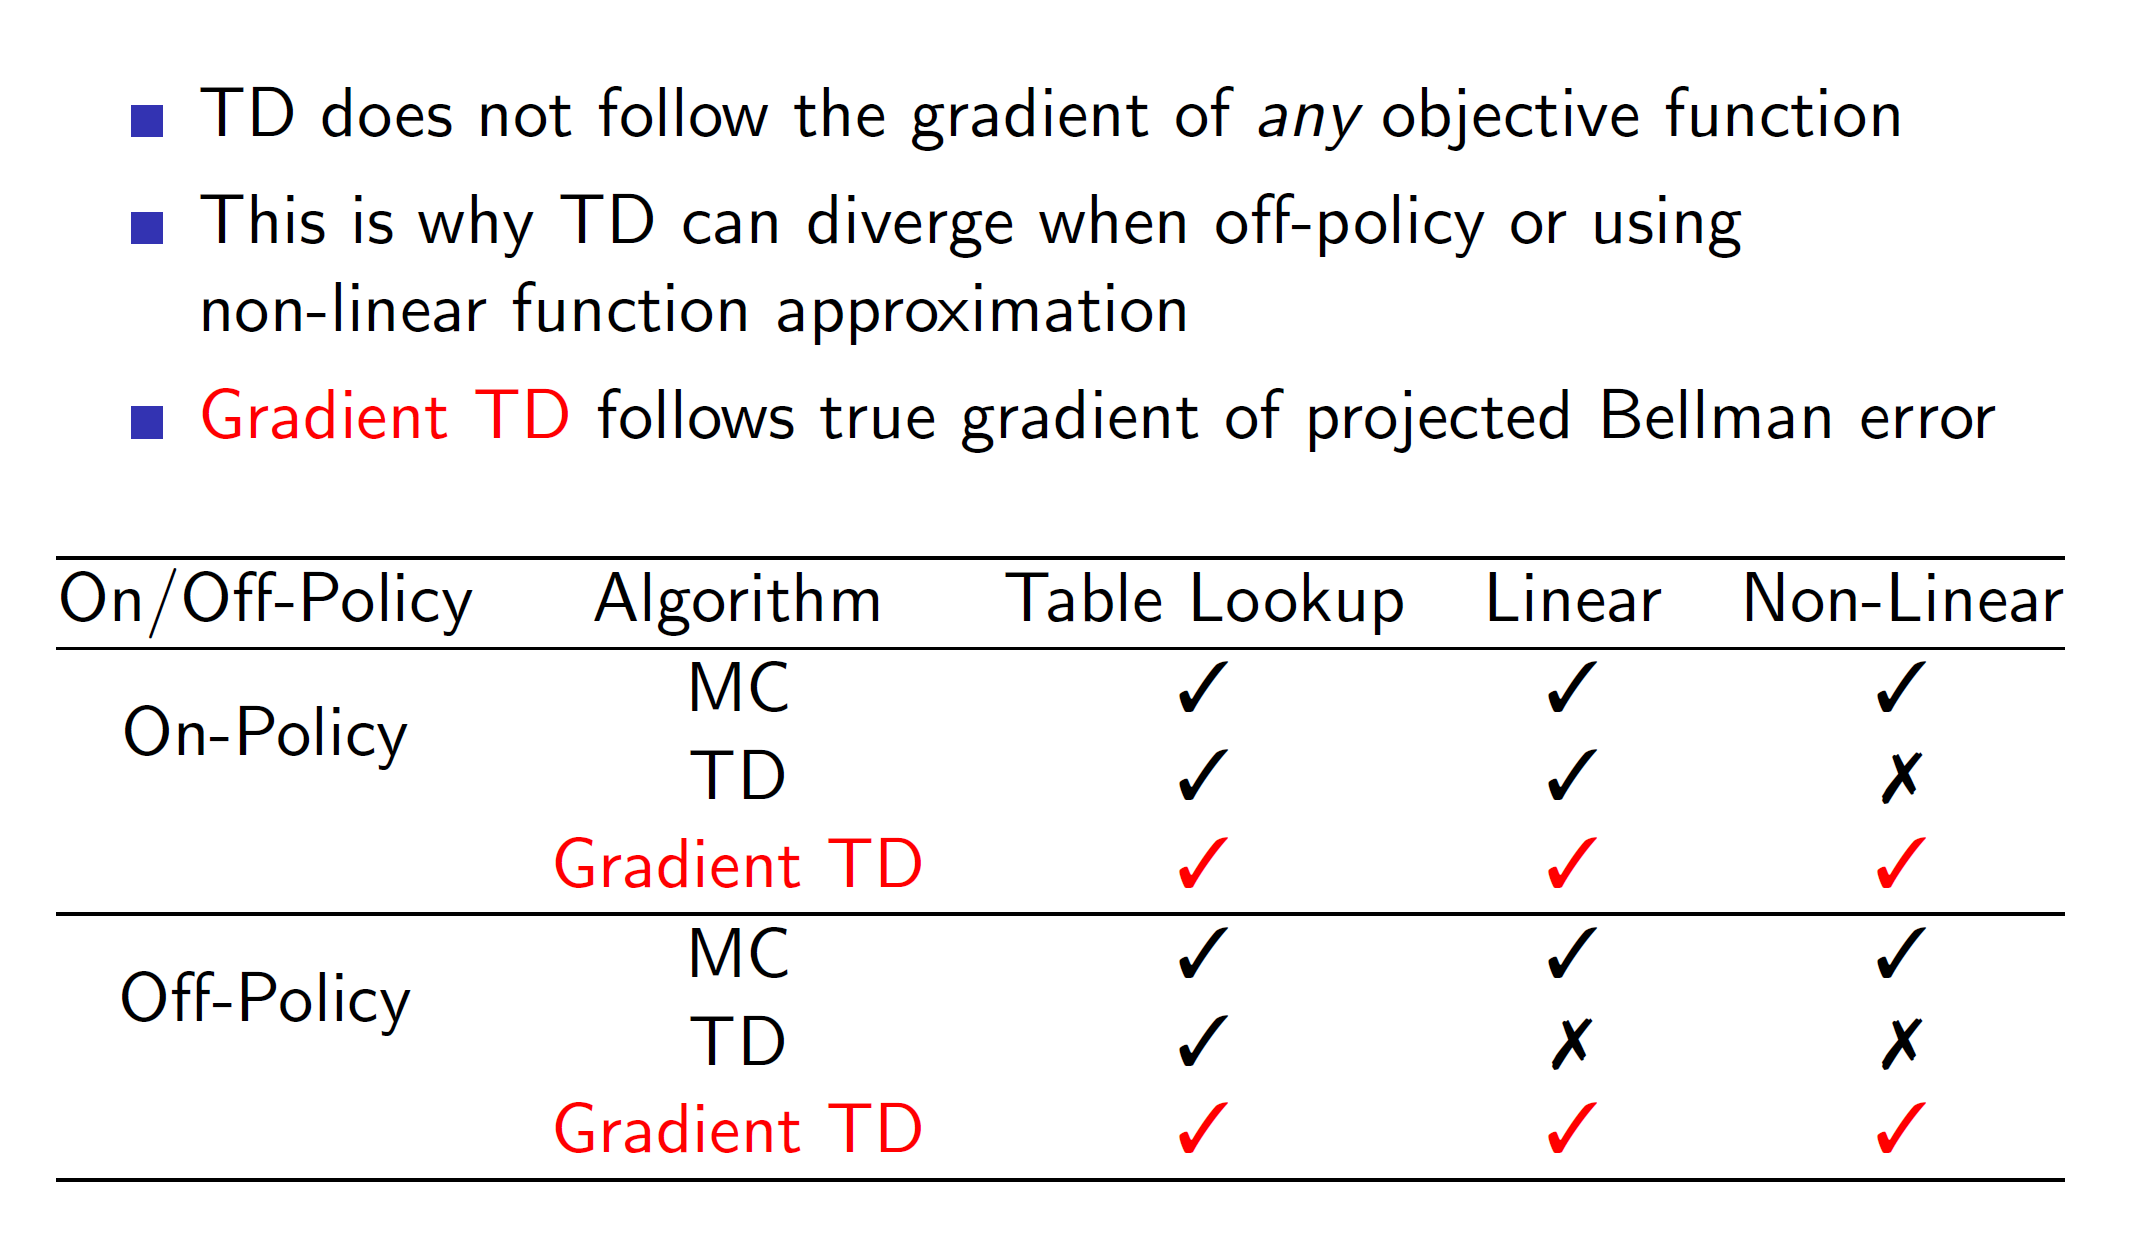 TD does not follow the gradient of any objective function
This is why TD can diverge when off-policy or using
non-linear function approximation
Gradient TD follows true gradient of projected Bellman error
On/Off-Policy Algorithm Table Lookup Linear Non-Linear
On-Policy
MC ✓ ✓ ✓
TD ✓ ✓ ✗
Gradient TD ✓ ✓ ✓
Off-Policy
MC ✓ ✓ ✓
TD ✓ ✗ ✗
Gradient TD ✓ ✓ ✓